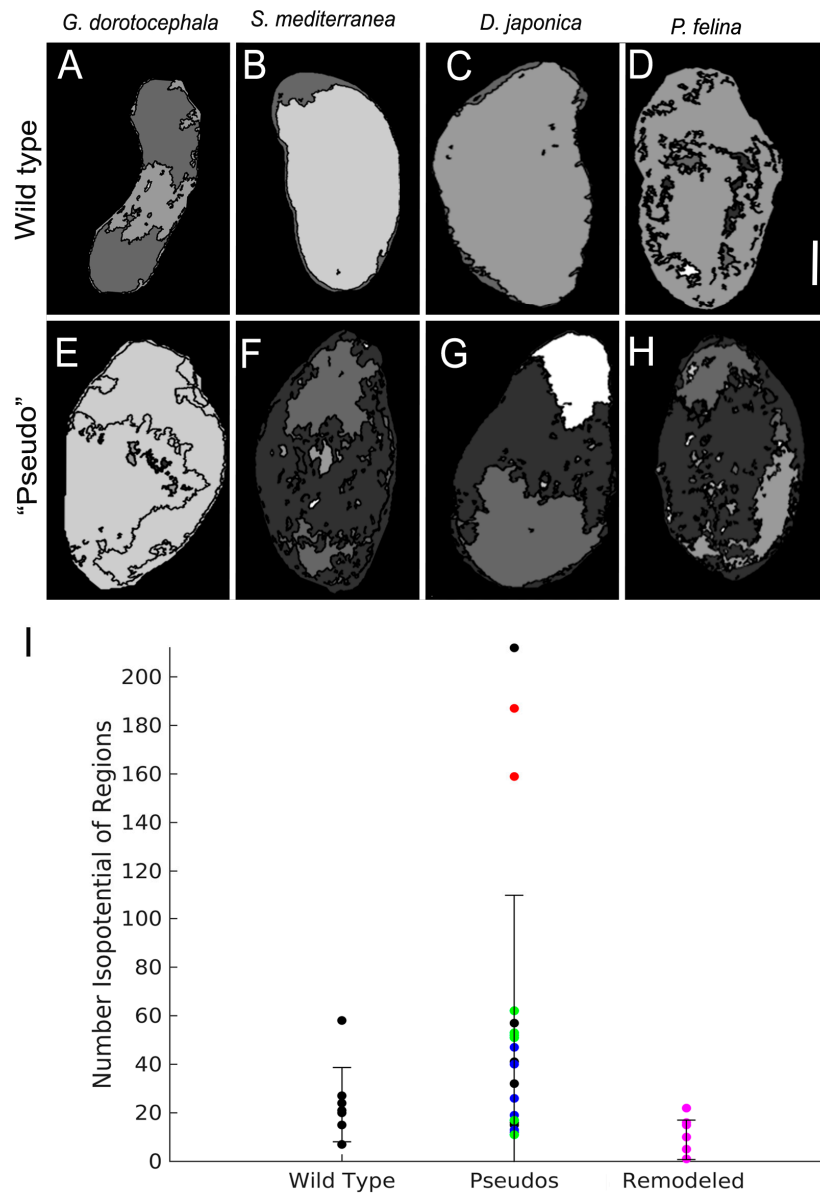 G. dorotocephala S. mediterranea D. japonica P. felina
Wild type
A B C D
"Pseudo"
E F G H
I
Number Isopotential of Regions
200
180
160
140
120
100
80
60
40
20
0
Wild Type Pseudos Remodeled